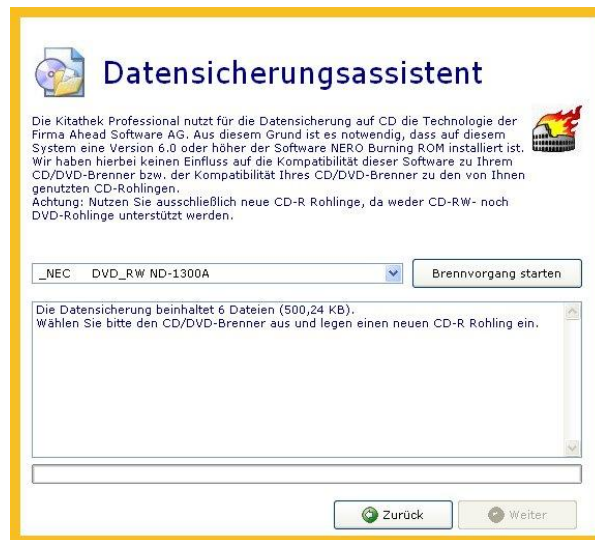 Datensicherungsassistent
Die Kitathek Professional nutzt für die Datensicherung auf CD die Technologie der
Firma Ahead Software AG. Aus diesem Grund ist es notwendig, dass auf diesem
System eine Version 6.0 oder höher der Software NERO Burning ROM installiert ist.
Wir haben hierbei keinen Einfluss auf die Kompatibilität dieser Software zu Ihrem
CD/DVD-Brenner bzw. der Kompatibilität Ihres CD/DVD-Brenner zu den von Ihnen
genutzten CD-Rohlingen.
Achtung: Nutzen Sie ausschließlich neue CD-R Rohlinge, da weder CD-RW- noch
DVD-Rohlinge unterstützt werden.
_NEC DVD_RW ND-1300A
Brennvorgang starten
Die Datensicherung beinhaltet 6 Dateien (500,24 KB).
Wählen Sie bitte den CD/DVD-Brenner aus und legen einen neuen CD-R Rohling ein.
Zurück
Weiter